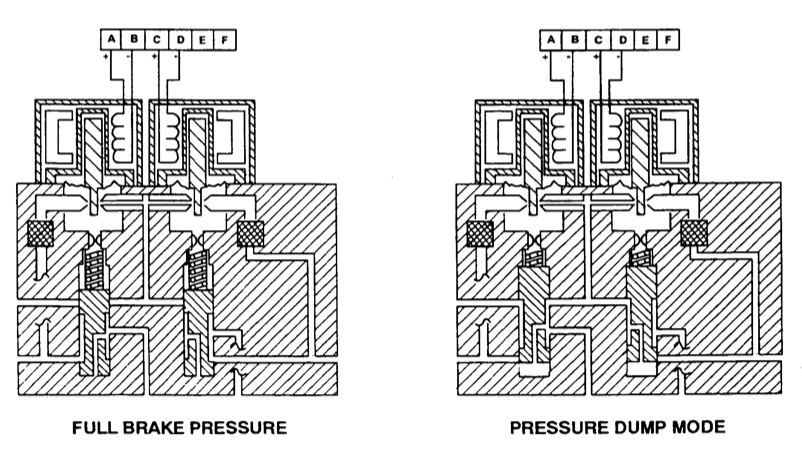 A B C D E F
+ - + -
A B C D E F
+ - + -
FULL BRAKE PRESSURE
PRESSURE DUMP MODE